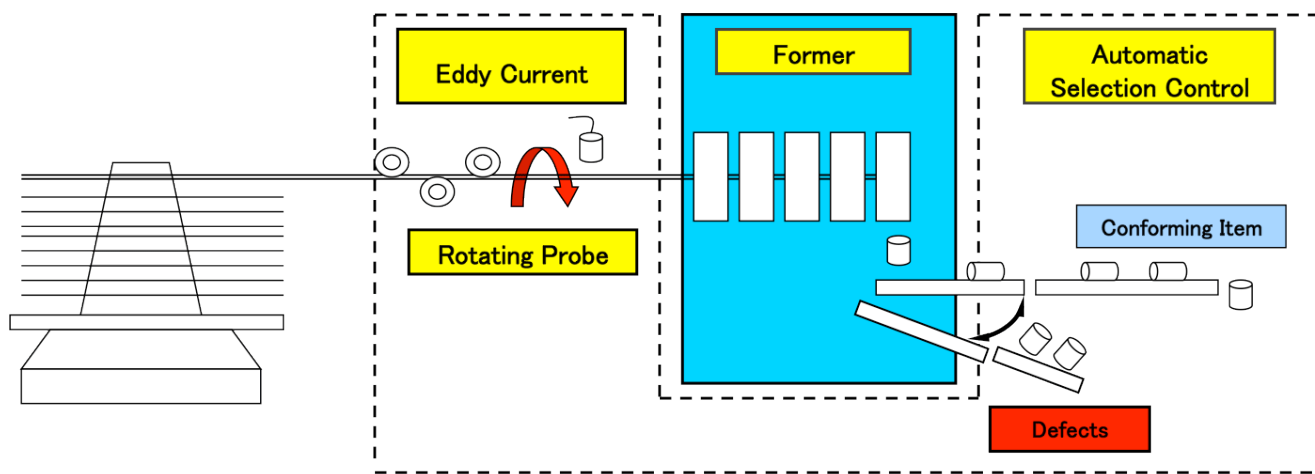 Eddy Current
Former
Automatic
Selection Control
Rotating Probe
Conforming Item
Defects